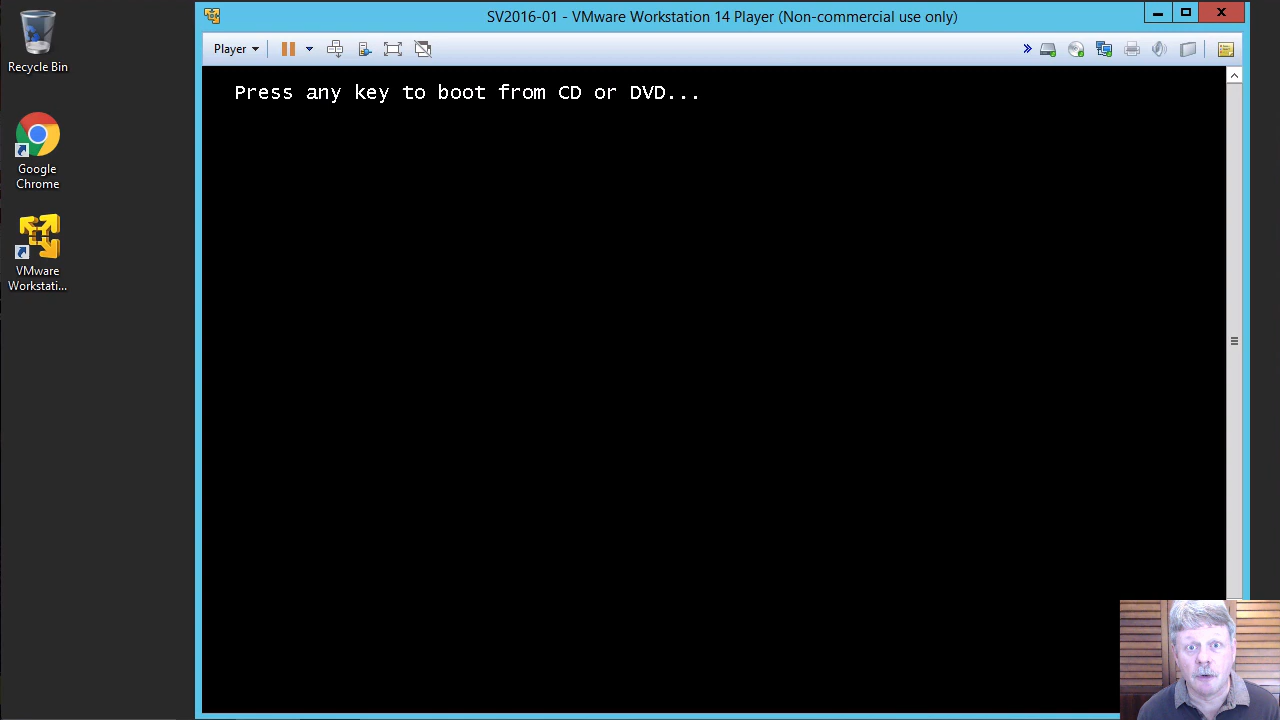 Recycle Bin
Google
Chrome
VMware
Workstati...
SV2016-01 - VMware Workstation 14 Player (Non-commercial use only)
Player
Press any key to boot from CD or DVD...